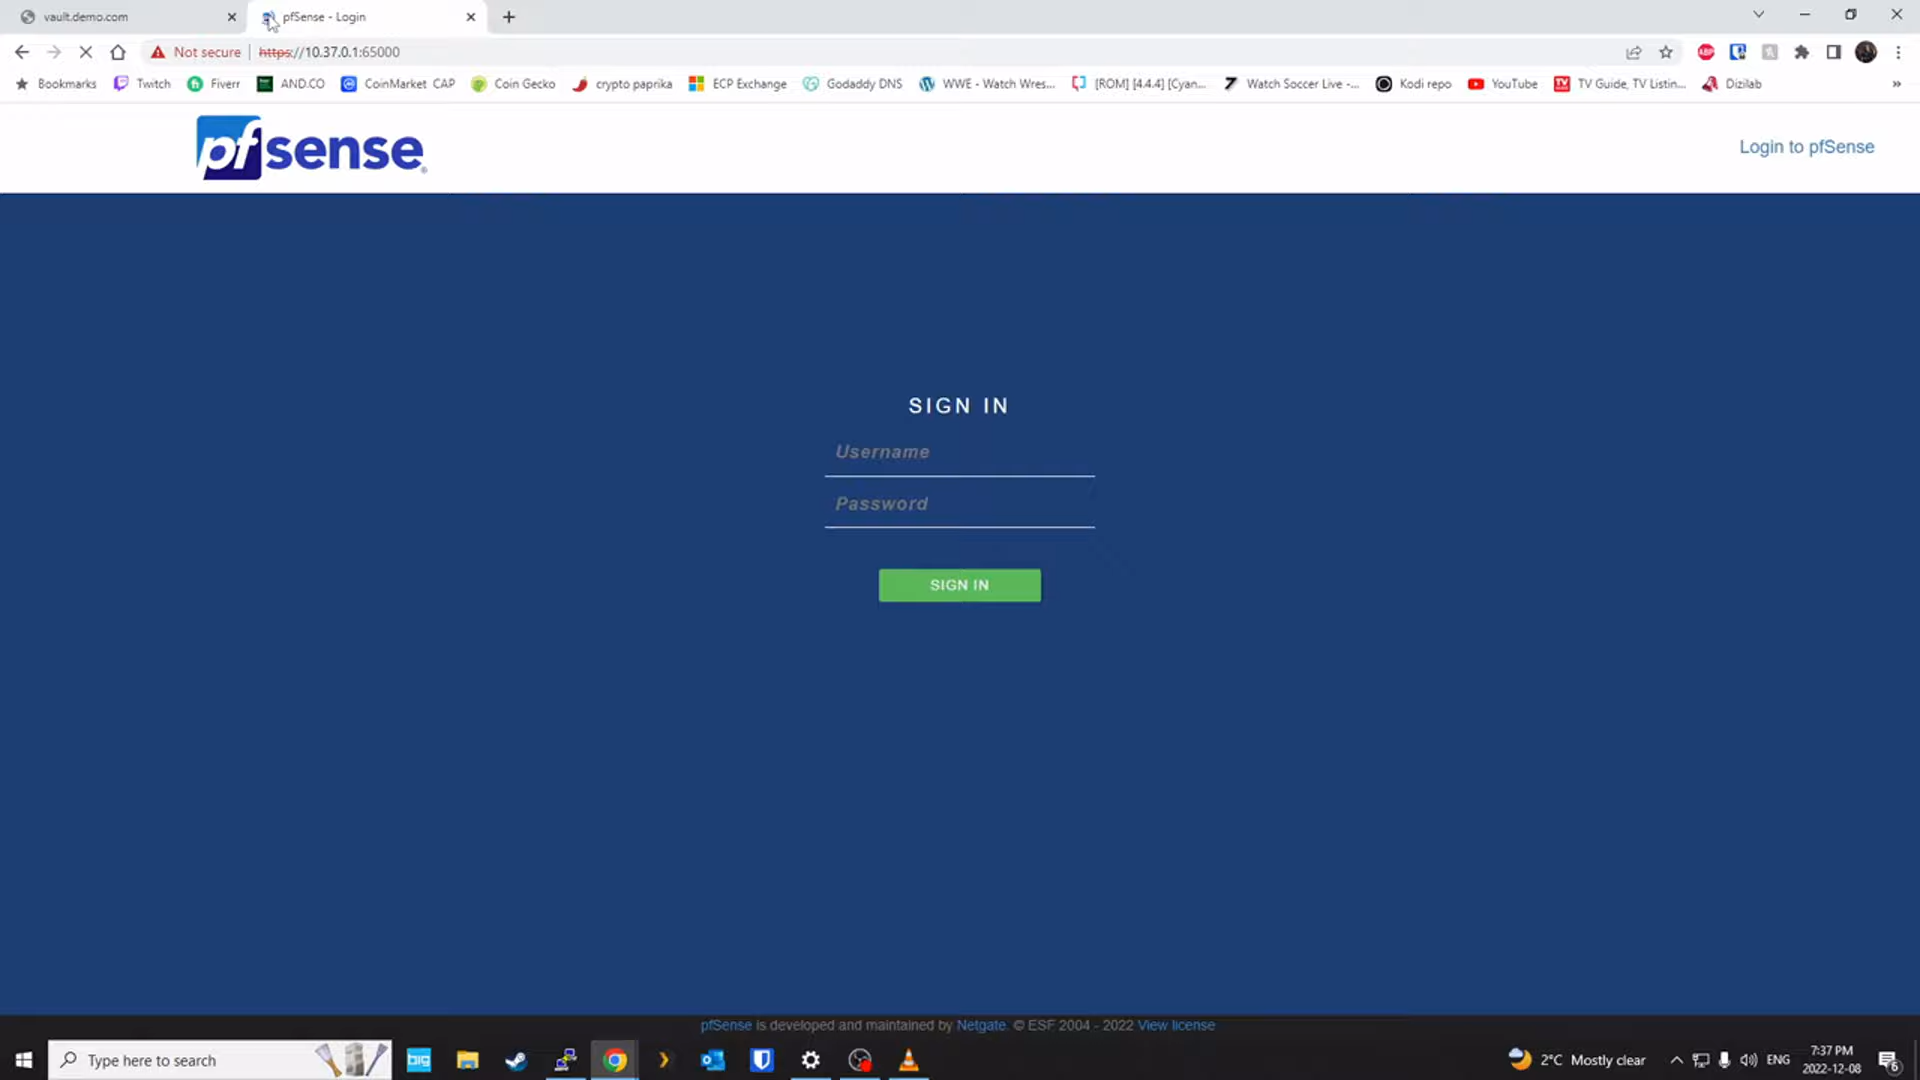 vault.demo.com
pfSense - Login
Not secure | https://10.37.0.1:65000
Bookmarks Twitch Fiverr AND.CO CoinMarket CAP Coin Gecko crypto paprika ECP Exchange Godaddy DNS WWE - Watch Wres... [ROM] [4.4.4] [Cyan... Watch Soccer Live -... Kodi repo YouTube TV Guide, TV Listin... Dizilab »
pfsense
Login to pfSense
SIGN IN
Username
Password
SIGN IN
pfSense is developed and maintained by Netgate. © ESF 2004 - 2022 View license
Type here to search
2°C Mostly clear
ENG
7:37 PM
2022-12-08
6